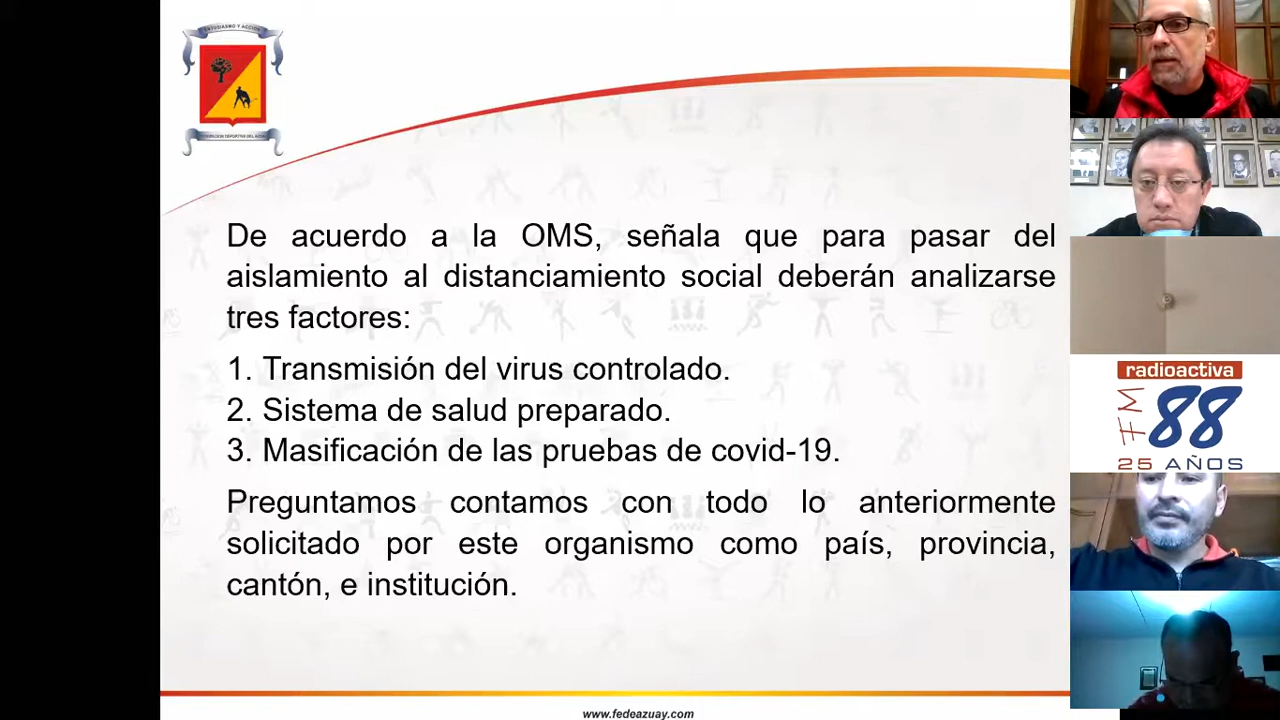 ENTUSIASMO Y ACCION
De acuerdo a la OMS, señala que para pasar del
aislamiento al distanciamiento social deberán analizarse
tres factores:
1. Transmisión del virus controlado.
2. Sistema de salud preparado.
3. Masificación de las pruebas de covid-19.
Preguntamos contamos con todo lo anteriormente
solicitado por este organismo como país, provincia,
cantón, e institución.
www.fedeazuay.com
radioactiva
FM
88
25 AÑOS